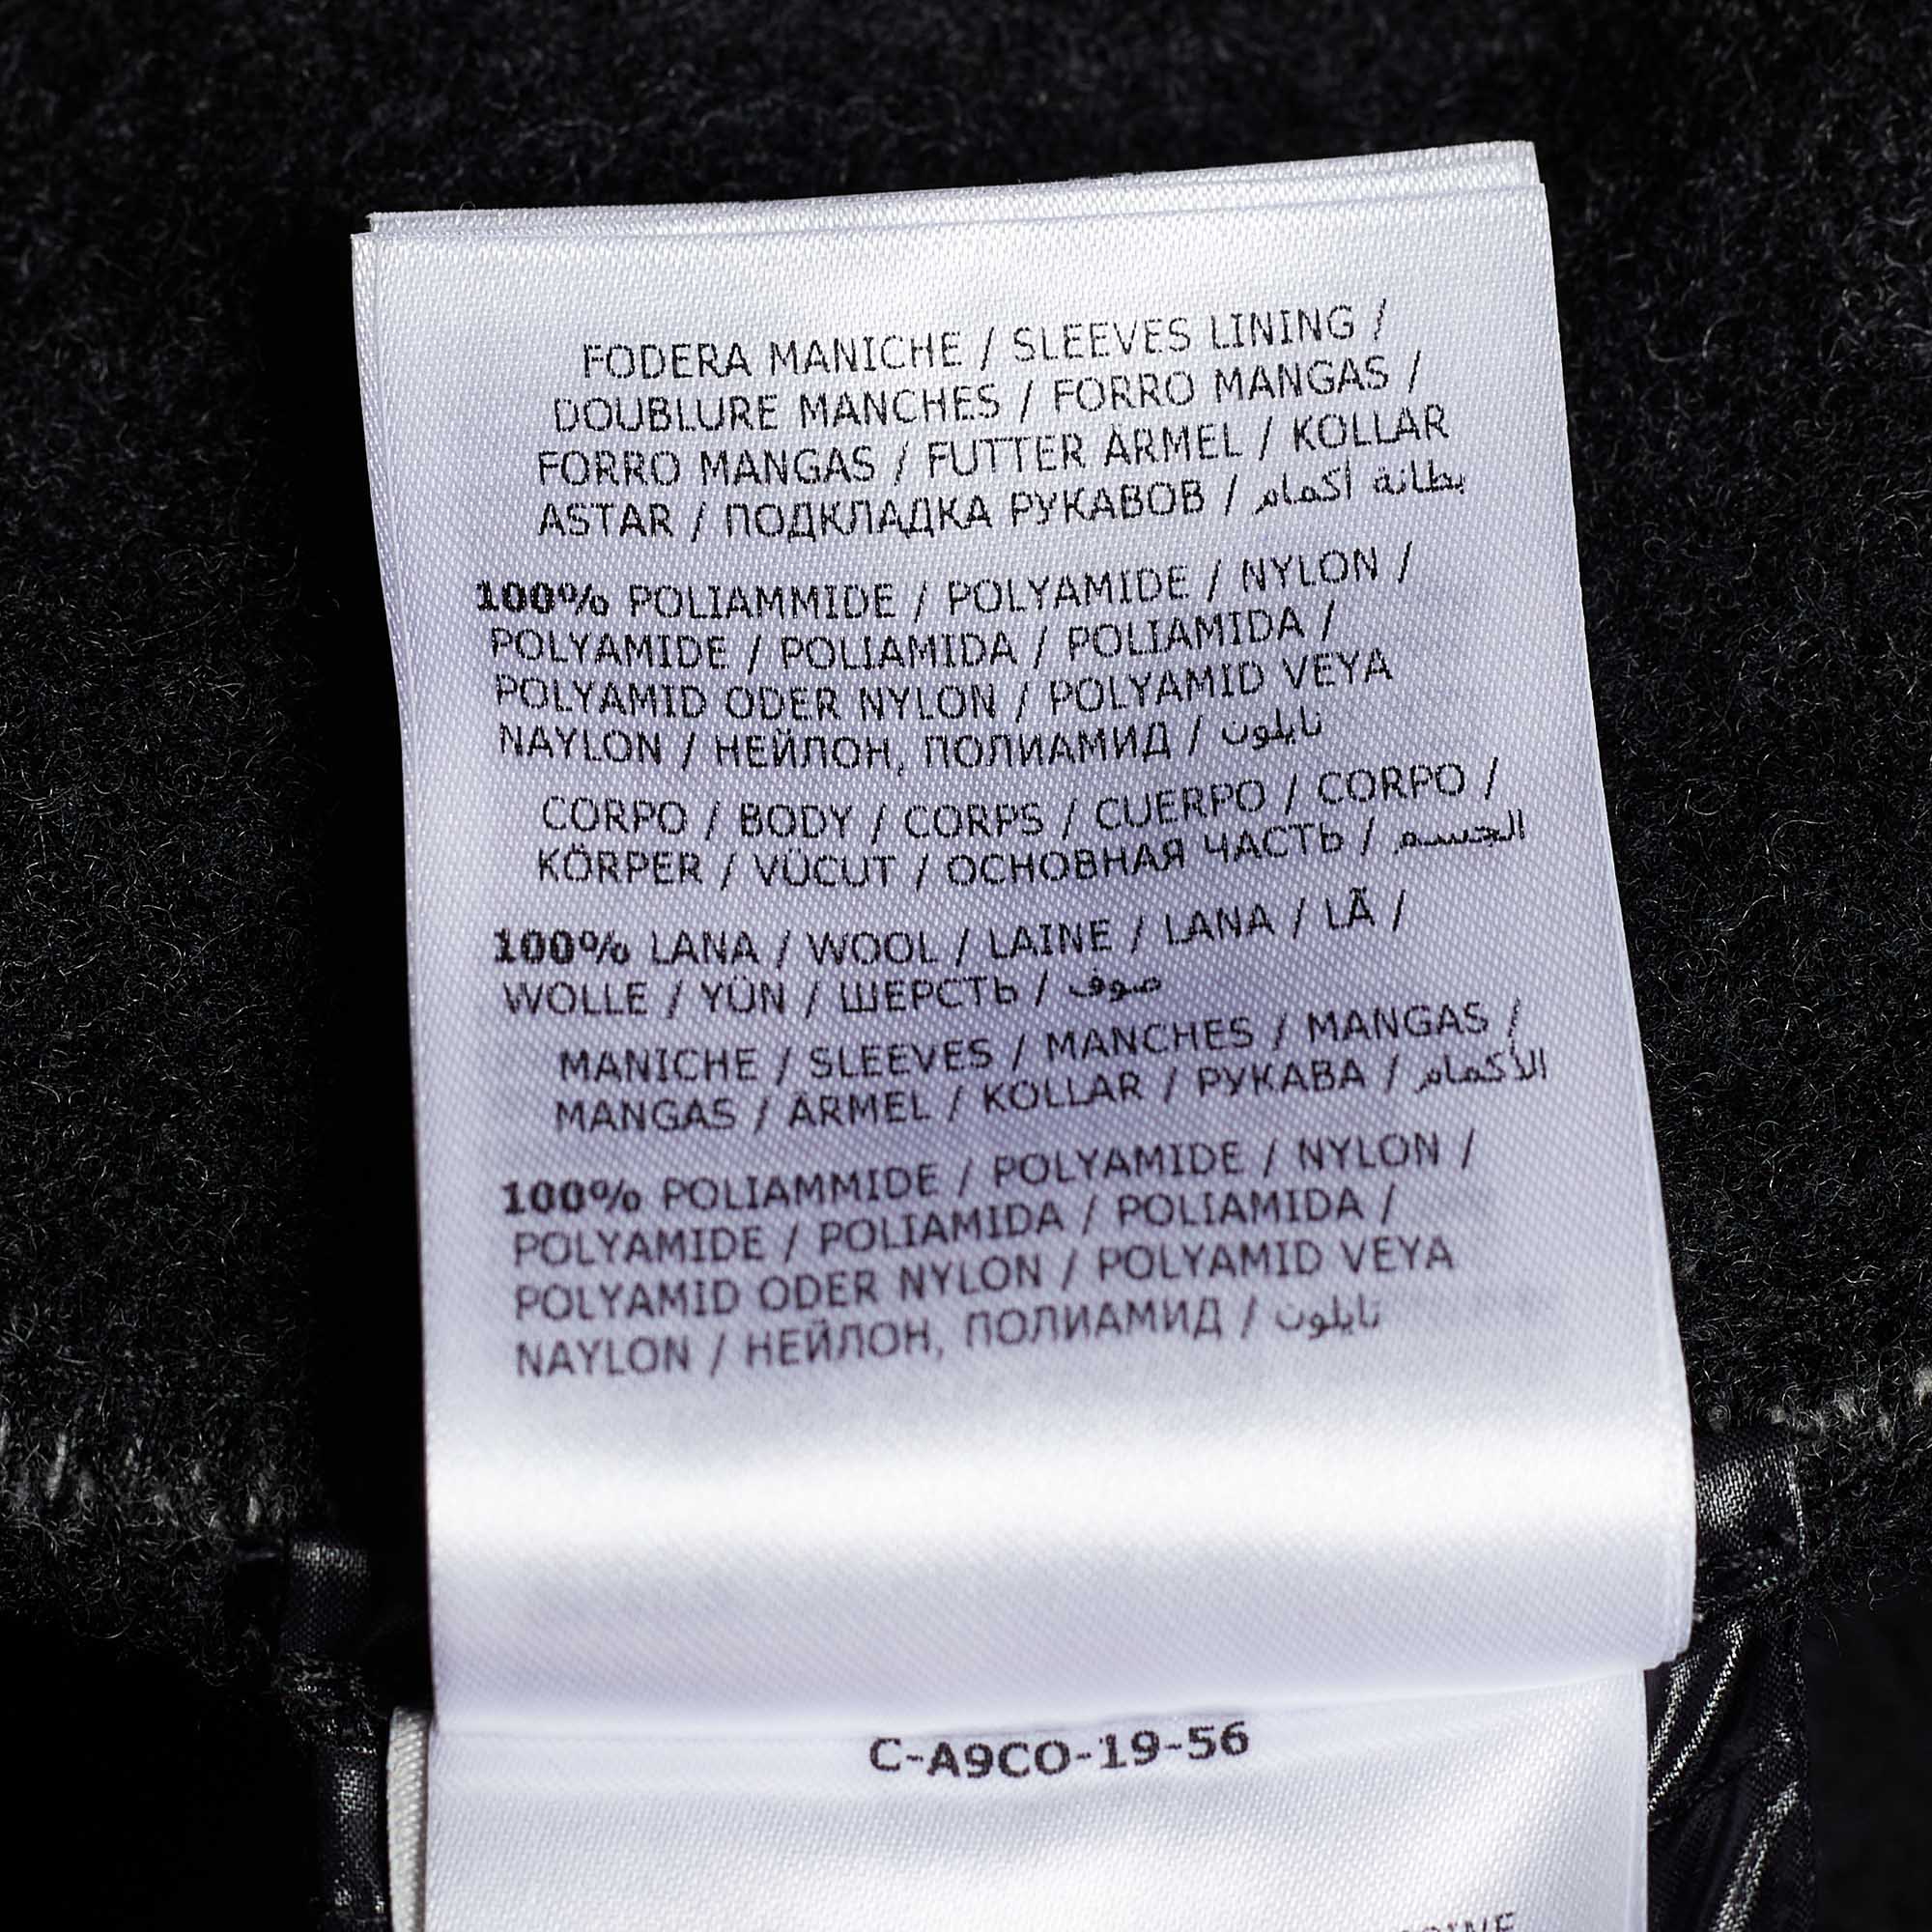 FODERA MANICHE / SLEEVES LINING /
DOUBLURE MANCHES / FORRO MANGAS /
FORRO MANGAS / FUTTER ÄRMEL / KOLLAR
ASTAR / ПОДКЛАДКА РУКАВОВ / بطانة أكمام
100% POLIAMMIDE / POLYAMIDE / NYLON /
POLYAMIDE / POLIAMIDA / POLIAMIDA /
POLYAMID ODER NYLON / POLYAMID VEYA
NAYLON / НЕЙЛОН, ПОЛИАМИД / نايلون
CORPO / BODY / CORPS / CUERPO / CORPO /
KÖRPER / VÜCUT / ОСНОВНАЯ ЧАСТЬ / الجسم
100% LANA / WOOL / LAINE / LANA / LÃ /
WOLLE / YÜN / ШЕРСТЬ / صوف
MANICHE / SLEEVES / MANCHES / MANGAS /
MANGAS / ÄRMEL / KOLLAR / РУКАВА / الأكمام
100% POLIAMMIDE / POLYAMIDE / NYLON /
POLYAMIDE / POLIAMIDA / POLIAMIDA /
POLYAMID ODER NYLON / POLYAMID VEYA
NAYLON / НЕЙЛОН, ПОЛИАМИД / نايلون
C-A9CO-19-56